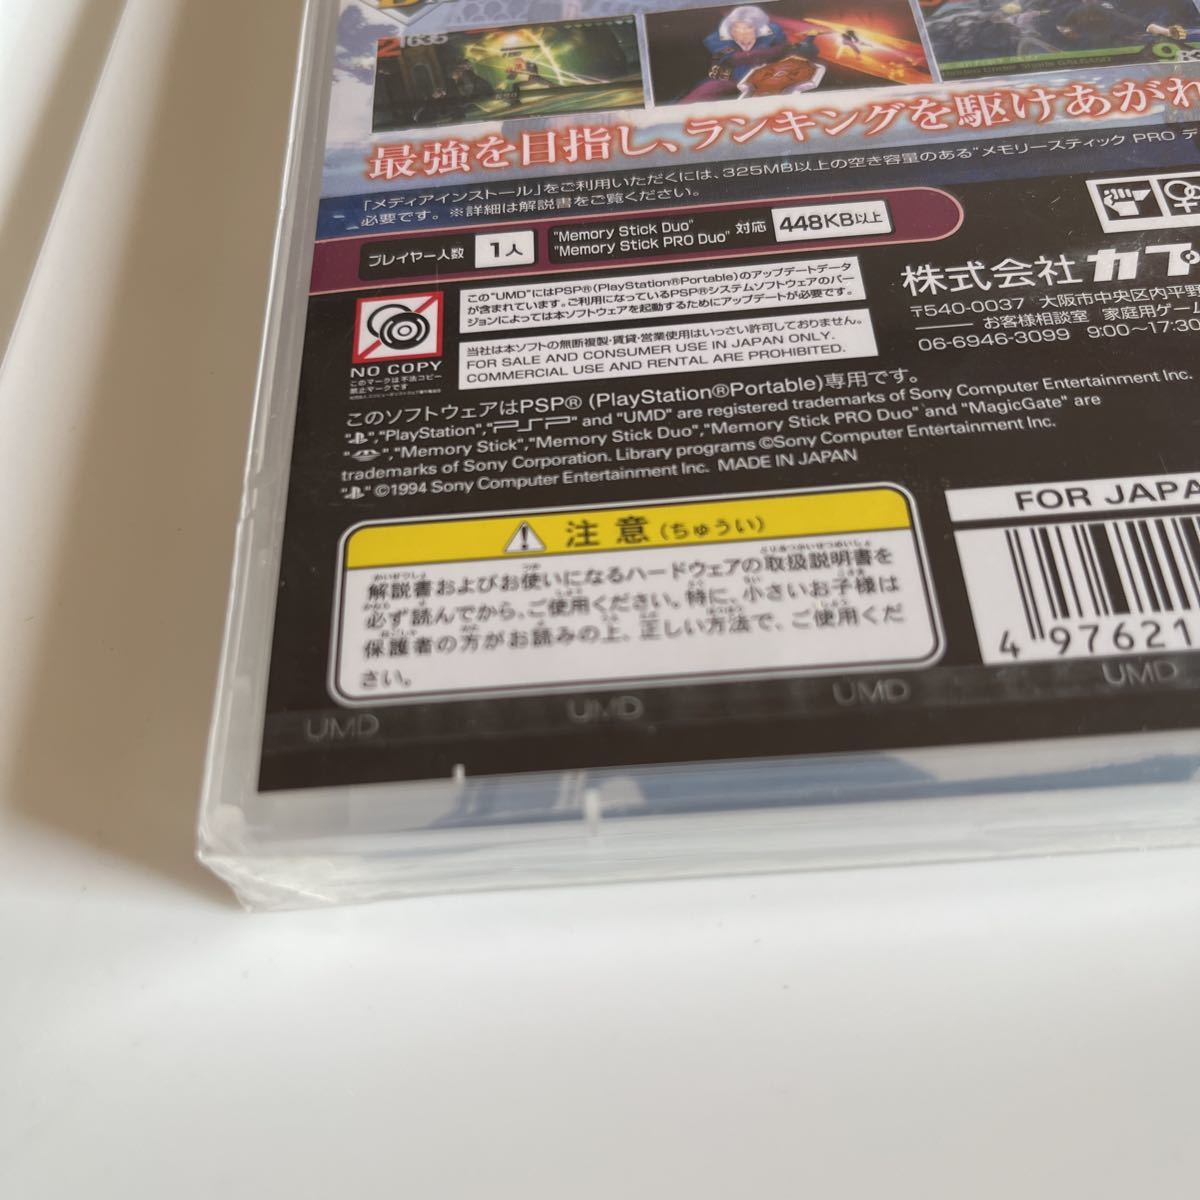 21635
最強を目指し、ランキングを駆けあがれ
「メディアインストール」をご利用いただくには、325MB以上の空き容量のある"メモリースティック PRO デ
必要です。※詳細は解説書をご覧ください。
プレイヤー人数 1人
"Memory Stick Duo"
"Memory Stick PRO Duo" 対応 448KB以上
この"UMD"にはPSP®(PlayStation®Portable)のアップデートデータ
が含まれています。ご利用になっているPSP®システムソフトウェアのバー
ジョンによっては本ソフトウェアを起動するためにアップデートが必要です。
当社は本ソフトの無断複製・賃貸・営業使用はいっさい許可しておりません。
FOR SALE AND CONSUMER USE IN JAPAN ONLY.
COMMERCIAL USE AND RENTAL ARE PROHIBITED.
NO COPY
このマークは不法コピー
禁止マークです
株式会社カプ
〒540-0037 大阪市中央区内平野
お客様相談室 家庭用ゲーム
06-6946-3099 9:00~17:30
このソフトウェアはPSP® (PlayStation®Portable)専用です。
" ","PlayStation","PSP" and "UMD" are registered trademarks of Sony Computer Entertainment Inc.
" ","Memory Stick","Memory Stick Duo","Memory Stick PRO Duo" and "MagicGate" are
trademarks of Sony Corporation. Library programs ©Sony Computer Entertainment Inc.
" " ©1994 Sony Computer Entertainment Inc. MADE IN JAPAN
注意(ちゅうい)
解説書およびお使いになるハードウェアの取扱説明書を
必ず読んでから、ご使用ください。特に、小さいお子様は
保護者の方がお読みの上、正しい方法で、ご使用くだ
さい。
FOR JAPA
4 97621
UMD UMD UMD UMD